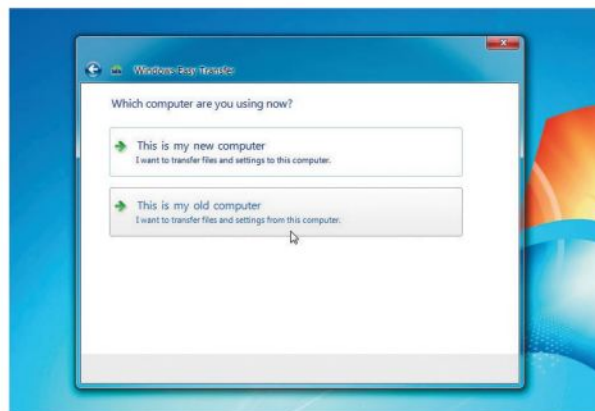 Windows Easy Transfer
Which computer are you using now?
This is my new computer
I want to transfer files and settings to this computer.
This is my old computer
I want to transfer files and settings from this computer.